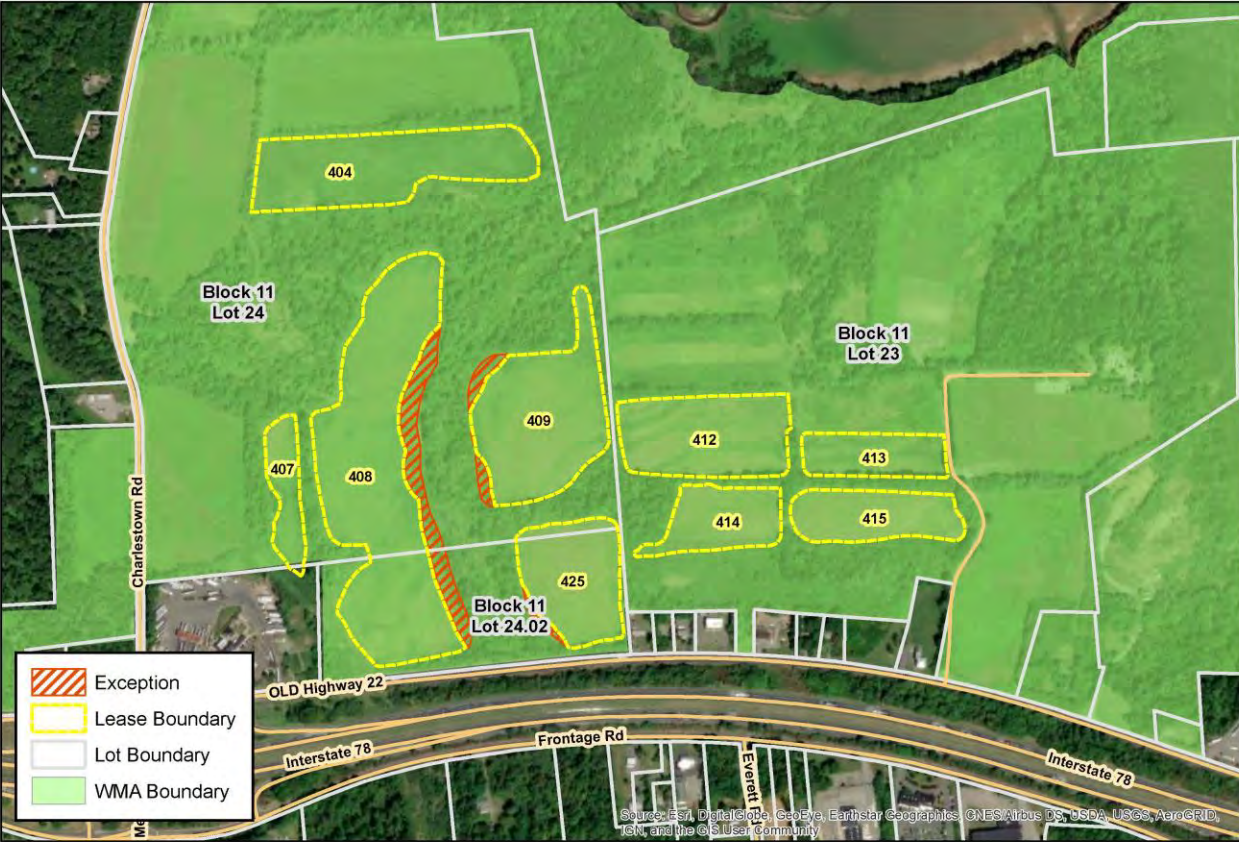 404
Block 11
Lot 24
Block 11
Lot 23
409
412
413
407
408
414
415
Charlestown Rd
425
Block 11
Lot 24.02
Exception
Lease Boundary
Lot Boundary
WMA Boundary
OLD Highway 22
Interstate 78
Frontage Rd
Everett
Interstate 78
Me
Source: Esri, DigitalGlobe, GeoEye, Earthstar Geographics, CNES/Airbus DS, USDA, USGS, AeroGRID,
IGN, and the GIS User Community